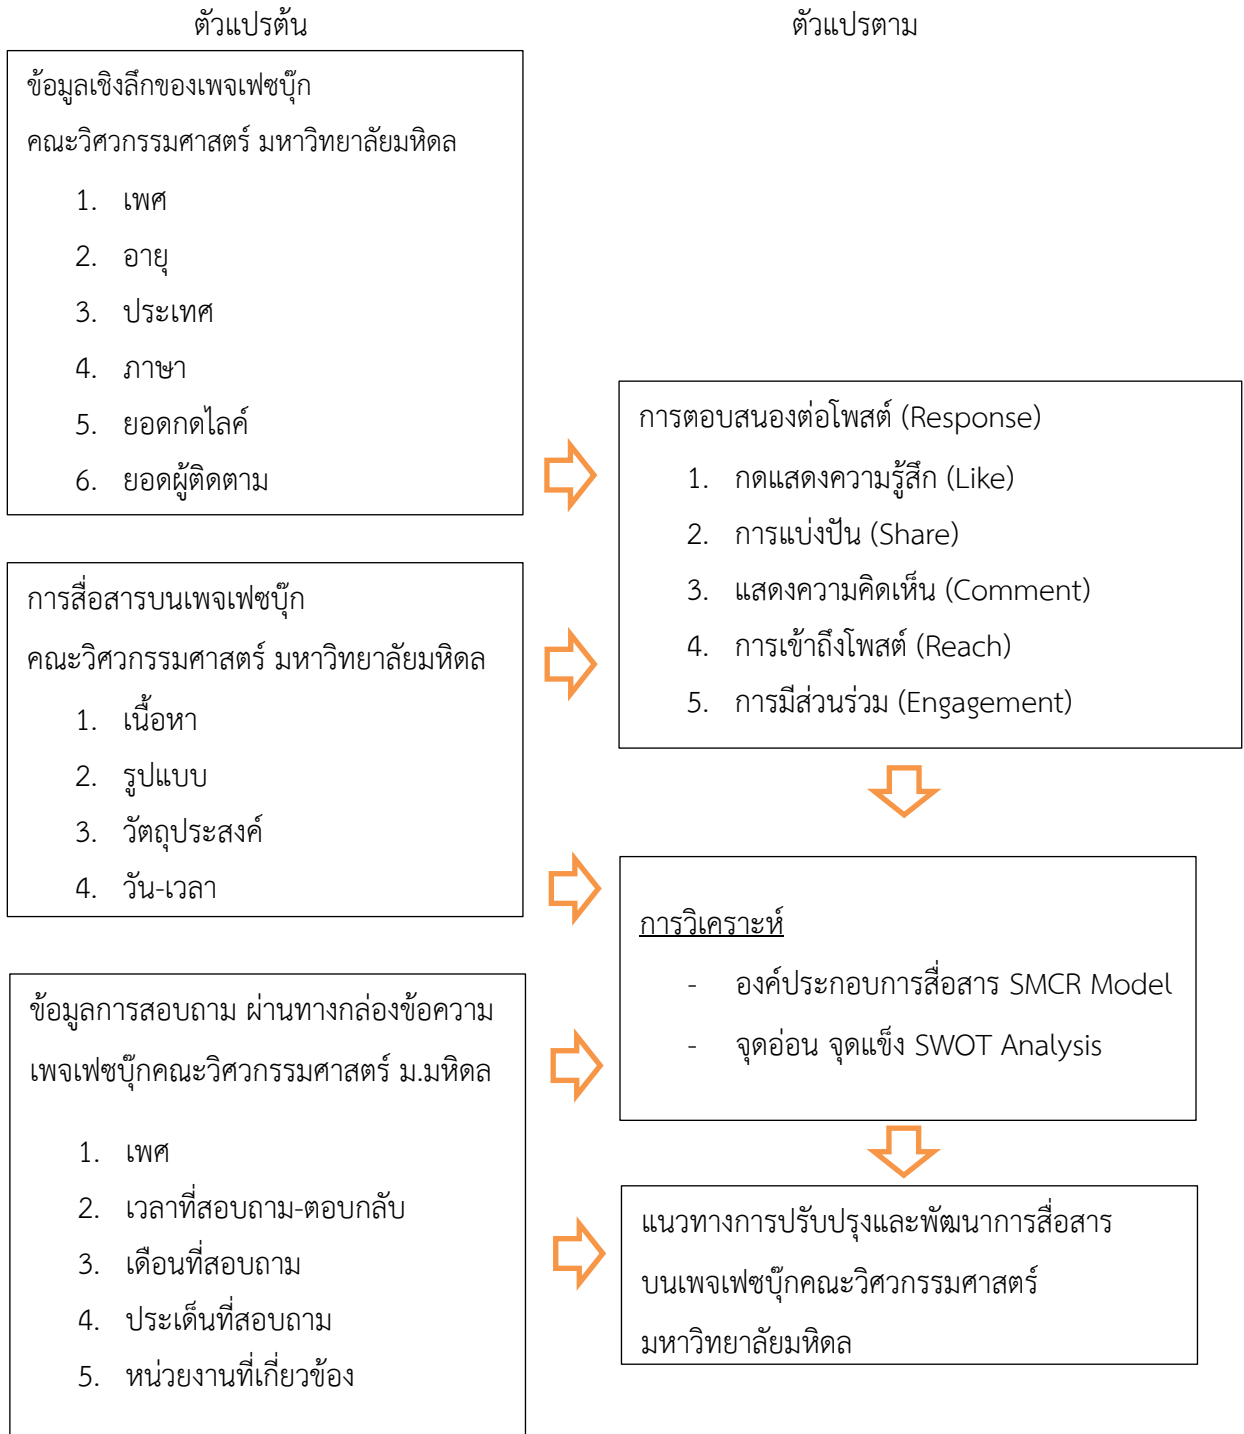 ตัวแปรต้น
ข้อมูลเชิงลึกของเพจเฟซบุ๊ก
คณะวิศวกรรมศาสตร์ มหาวิทยาลัยมหิดล
1. เพศ
2. อายุ
3. ประเทศ
4. ภาษา
5. ยอดกดไลค์
6. ยอดผู้ติดตาม
การสื่อสารบนเพจเฟซบุ๊ก
คณะวิศวกรรมศาสตร์ มหาวิทยาลัยมหิดล
1. เนื้อหา
2. รูปแบบ
3. วัตถุประสงค์
4. วัน-เวลา
ข้อมูลการสอบถาม ผ่านทางกล่องข้อความ
เพจเฟซบุ๊กคณะวิศวกรรมศาสตร์ ม.มหิดล
1. เพศ
2. เวลาที่สอบถาม-ตอบกลับ
3. เดือนที่สอบถาม
4. ประเด็นที่สอบถาม
5. หน่วยงานที่เกี่ยวข้อง
ตัวแปรตาม
การตอบสนองต่อโพสต์ (Response)
1. กดแสดงความรู้สึก (Like)
2. การแบ่งปัน (Share)
3. แสดงความคิดเห็น (Comment)
4. การเข้าถึงโพสต์ (Reach)
5. การมีส่วนร่วม (Engagement)
การวิเคราะห์
- องค์ประกอบการสื่อสาร SMCR Model
- จุดอ่อน จุดแข็ง SWOT Analysis
แนวทางการปรับปรุงและพัฒนาการสื่อสาร
บนเพจเฟซบุ๊กคณะวิศวกรรมศาสตร์
มหาวิทยาลัยมหิดล